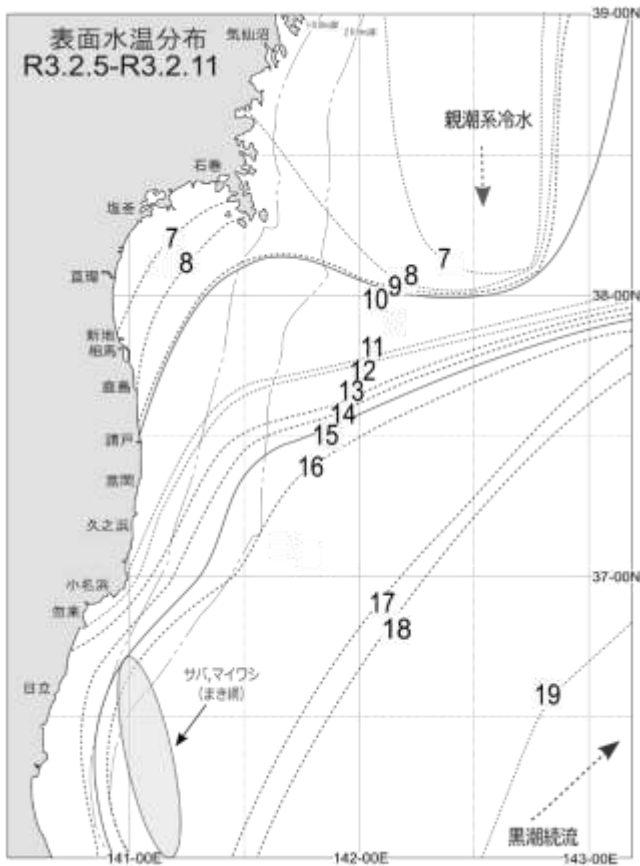 表面水温分布
R3.2.5-R3.2.11
気仙沼
39-00N
親潮系冷水
石巻
塩釜
7
8
7
8
9
10
亘理
38-00N
新地
相馬
鹿島
11
12
13
14
15
16
請戸
富岡
久之浜
小名浜
37-00N
勿来
17
18
日立
サバ,マイワシ
(まき網)
19
黒潮続流
141-00E
142-00E
143-00E